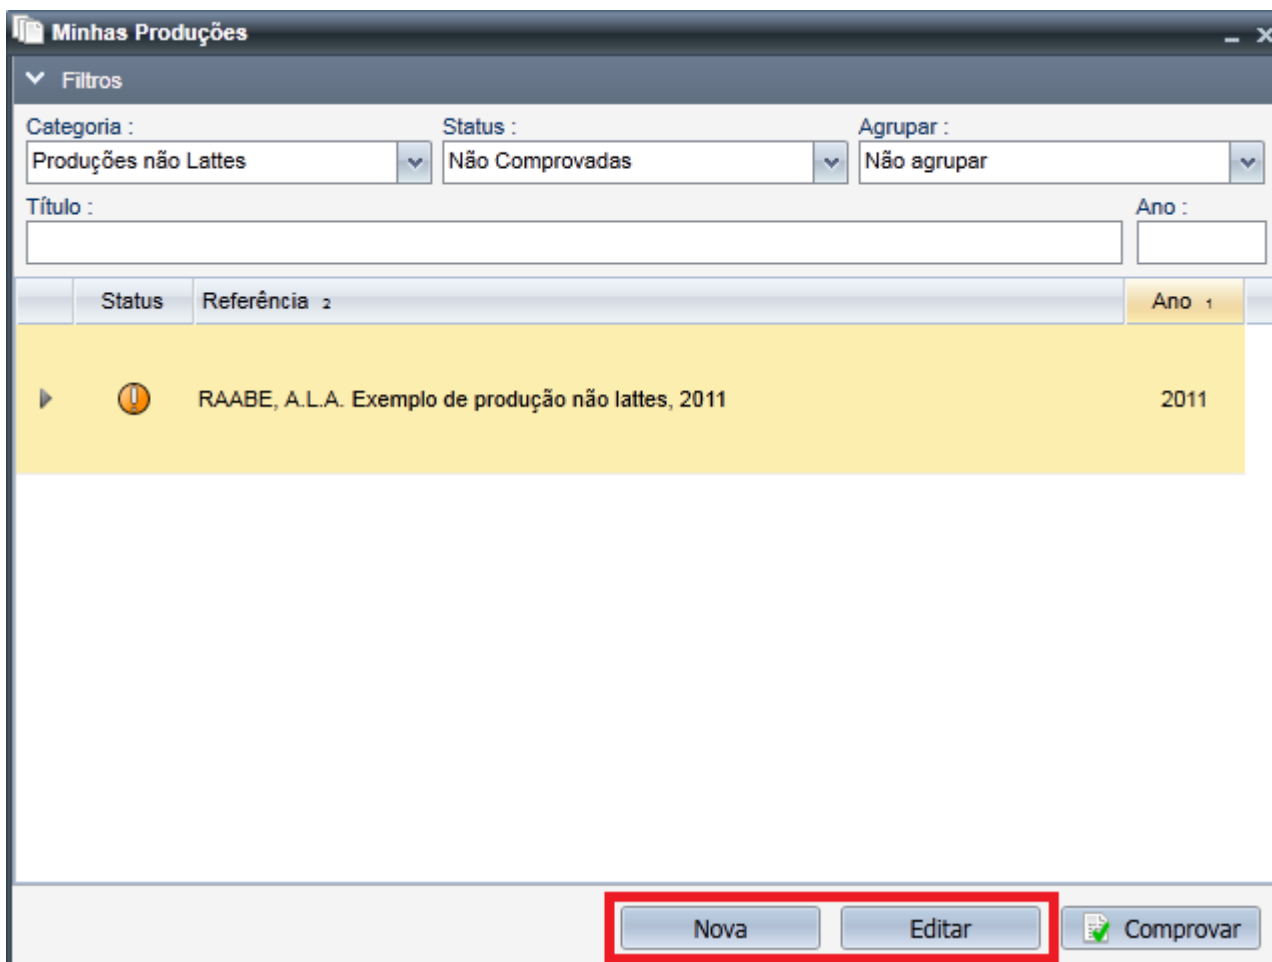 Minhas Produções
Filtros
Categoria : Status : Agrupar :
Produções não Lattes Não Comprovadas Não agrupar
Título : Ano :
Status Referência 2 Ano 1
RAABE, A.L.A. Exemplo de produção não lattes, 2011 2011
Nova Editar Comprovar